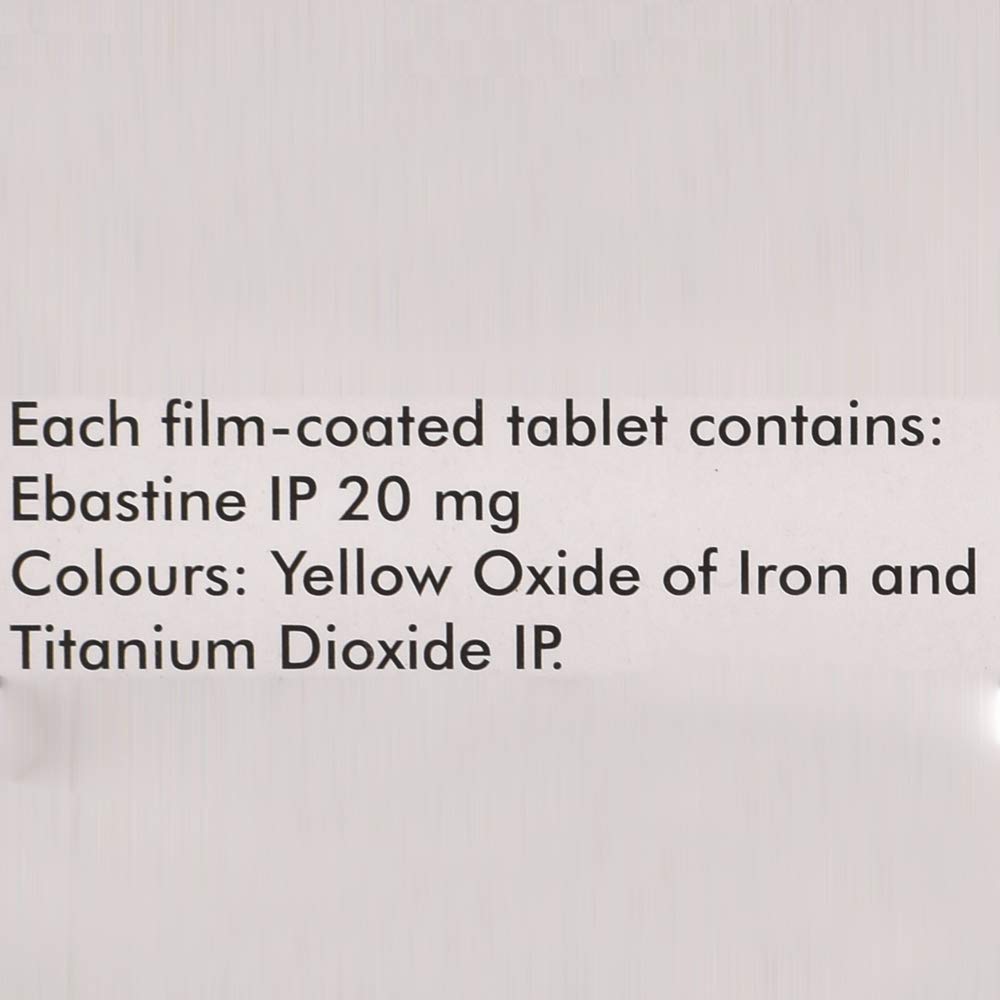 Each film-coated tablet contains:
Ebastine IP 20 mg
Colours: Yellow Oxide of Iron and
Titanium Dioxide IP.